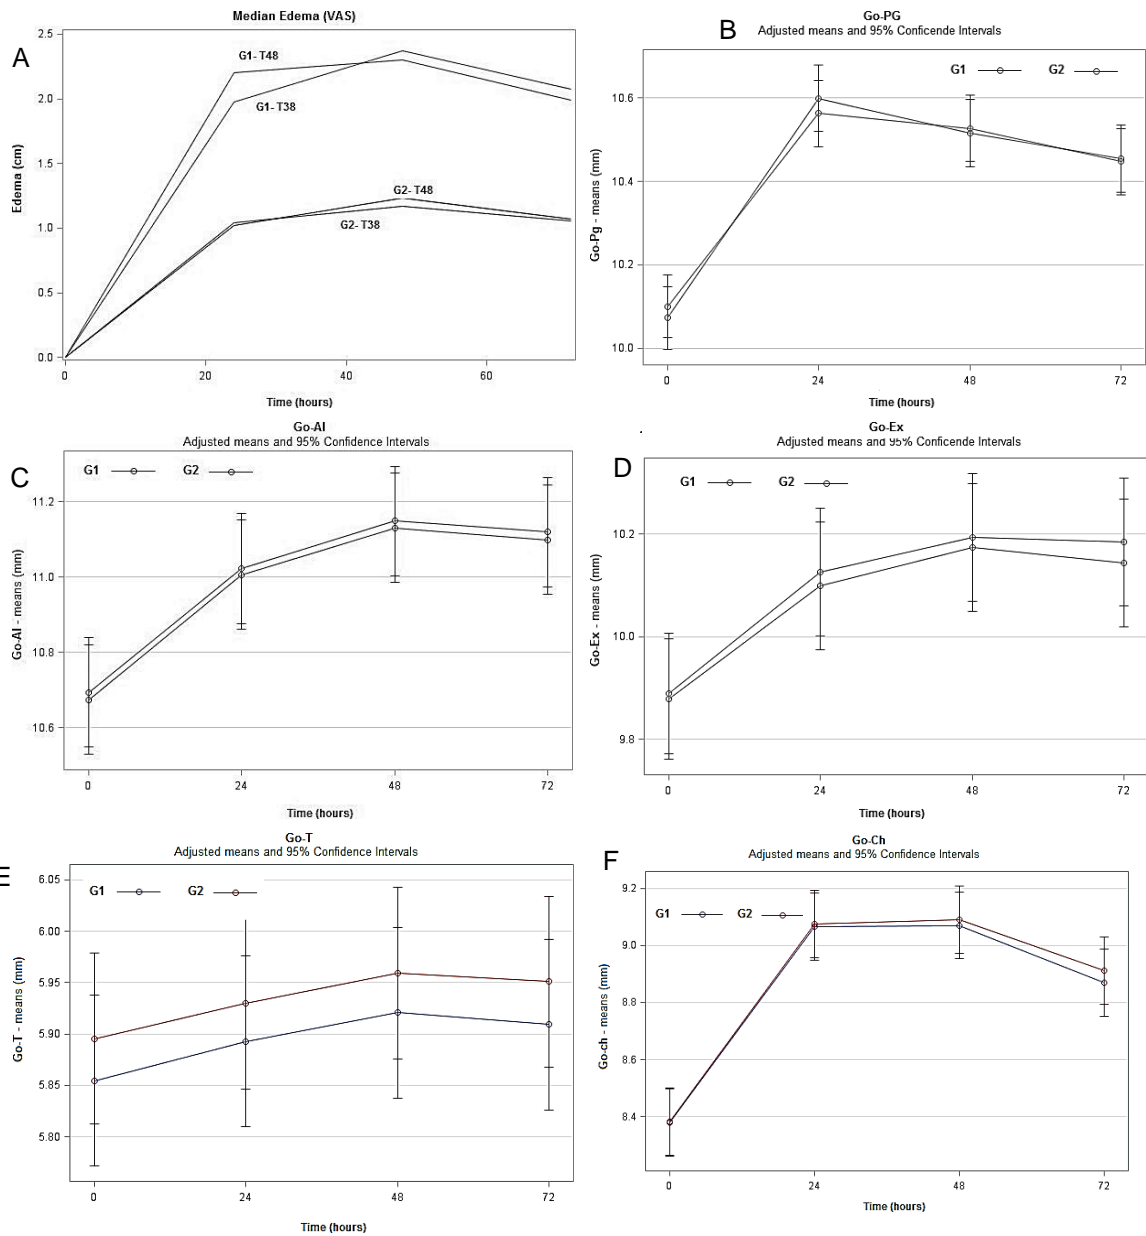 Median Edema (VAS)
A
2.5
2.0
1.5
1.0
0.5
0.0
Edema (cm)
G1- T48
G1- T38
G2- T48
G2- T38
0 20 40 60
Time (hours)
Go-PG
B
Adjusted means and 95% Conficende Intervals
G1 G2
10.6
10.4
10.2
10.0
Go-Pg - means (mm)
0 24 48 72
Time (hours)
Go-Al
Adjusted means and 95% Confidence Intervals
C
G1 G2
11.2
11.0
10.8
10.6
Go-Al - means (mm)
0 24 48 72
Time (hours)
Go-Ex
Adjusted means and 95% Conficende Intervals
D
G1 G2
10.2
10.0
9.8
Go-Ex - means (mm)
0 24 48 72
Time (hours)
Go-T
Adjusted means and 95% Confidence Intervals
E
G1 G2
6.05
6.00
5.95
5.90
5.85
5.80
Go-T - means (mm)
0 24 48 72
Time (hours)
Go-Ch
Adjusted means and 95% Confidence Intervals
F
G1 G2
9.2
9.0
8.8
8.6
8.4
Go-ch - means (mm)
0 24 48 72
Time (hours)